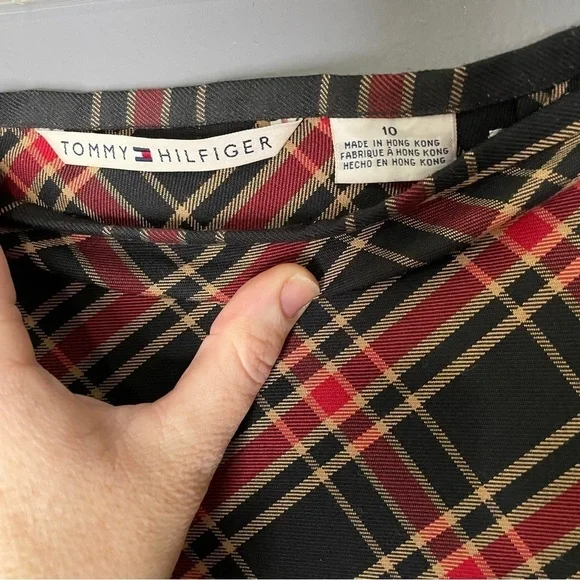 TOMMY HILFIGER
10
MADE IN HONG KONG
FABRIQUÉ À HONG KONG
HECHO EN HONG KONG